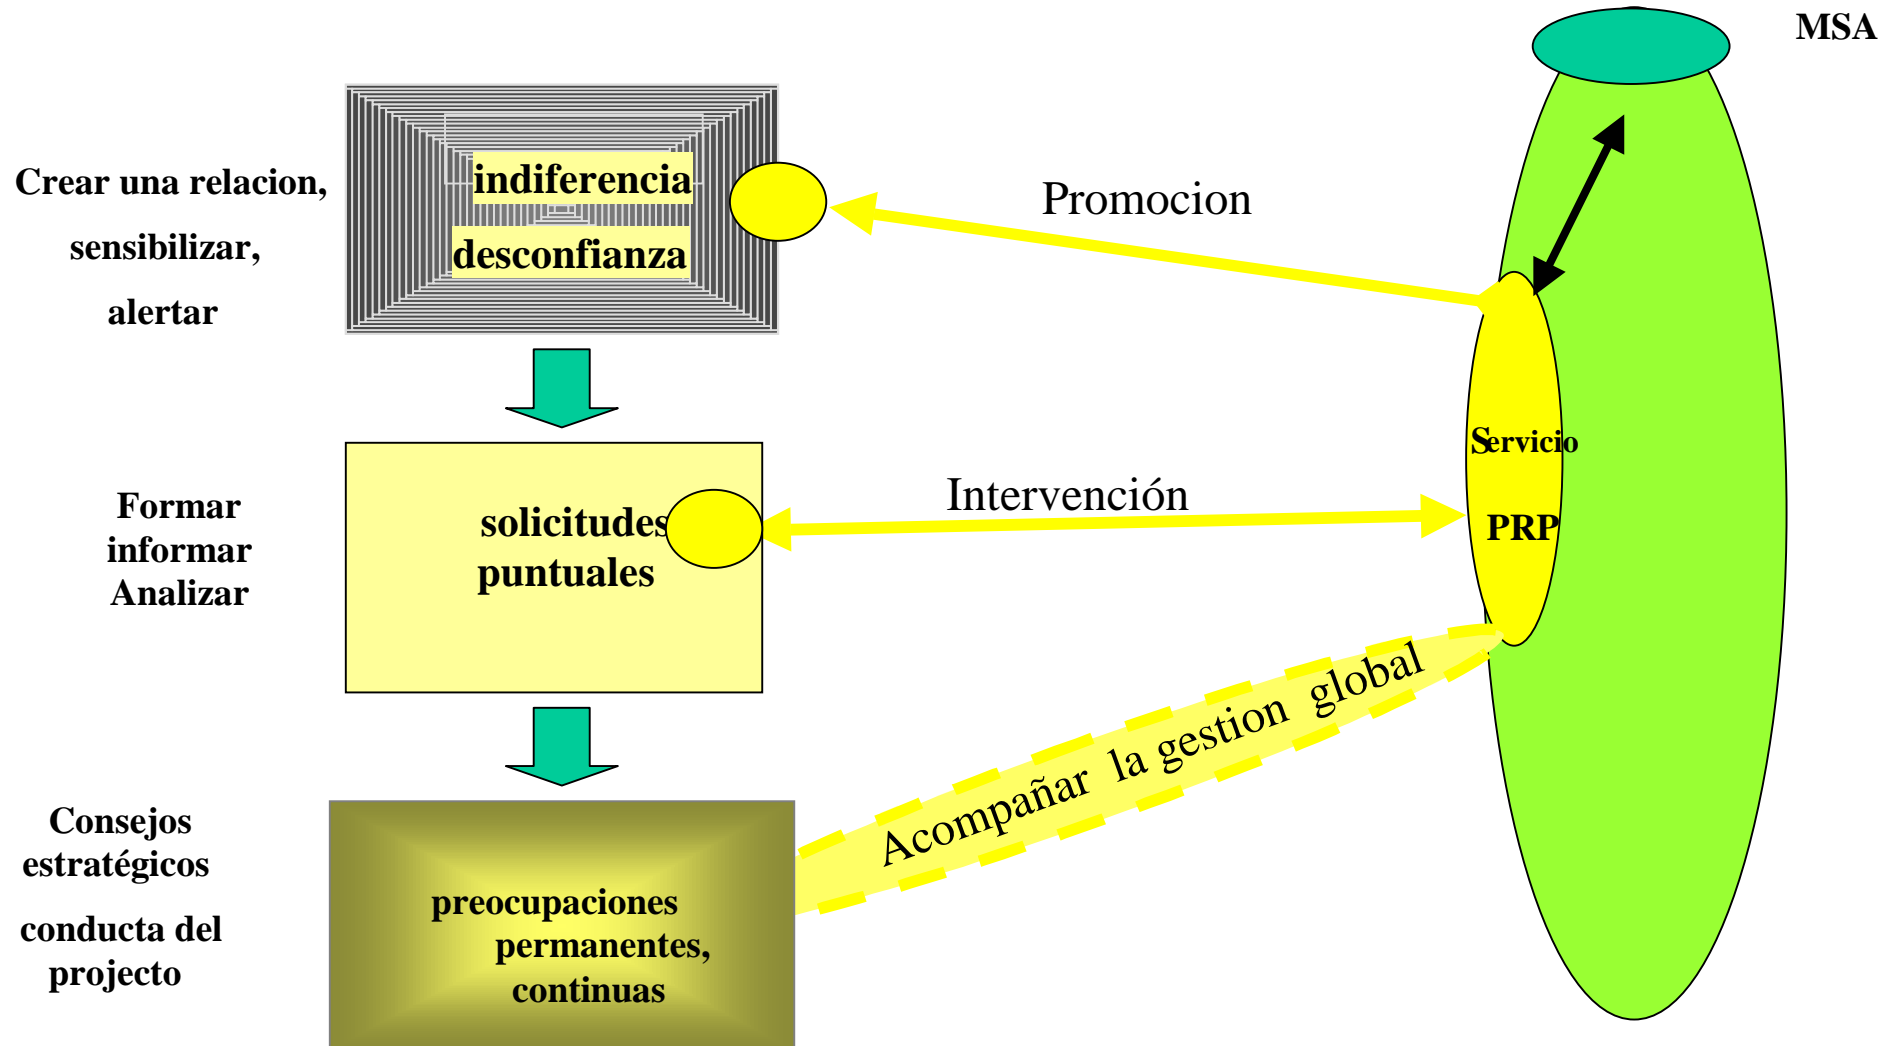 MSA
Crear una relacion,
sensibilizar,
alertar
indiferencia
desconfianza
Promocion
Formar
informar
Analizar
solicitudes
puntuales
Intervención
Servicio
PRP
Consejos
estratégicos
conducta del
projecto
preocupaciones
permanentes,
continuas
Acompañar la gestion global